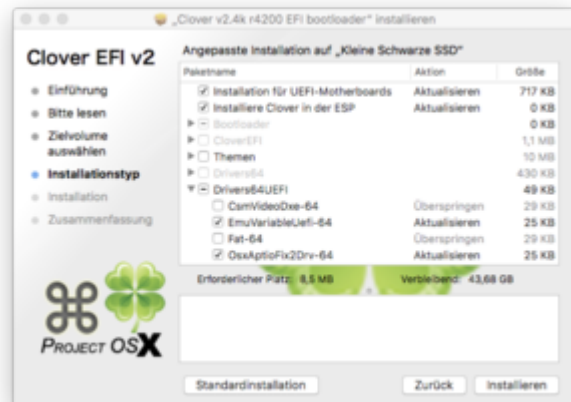 „Clover v2.4k r4200 EFI bootloader“ installieren
Clover EFI v2
Einführung
Bitte lesen
Zielvolume
auswählen
Installationstyp
Installation
Zusammenfassung
PROJECT OSX
Angepasste Installation auf „Kleine Schwarze SSD“
Paketname Aktion Größe
Installation für UEFI-Motherboards Aktualisieren 717 KB
Installiere Clover in der ESP Aktualisieren 0 KB
Bootloader 0 KB
CloverEFI 1,1 MB
Themen 10 MB
Drivers64 430 KB
Drivers64UEFI 49 KB
CsmVideoDxe-64 Überspringen 29 KB
EmuVariableUefi-64 Aktualisieren 25 KB
Fat-64 Überspringen 29 KB
OsxAptioFix2Drv-64 Aktualisieren 25 KB
Erforderlicher Platz: 8,5 MB Verbleibend: 43,68 GB
Standardinstallation Zurück Installieren